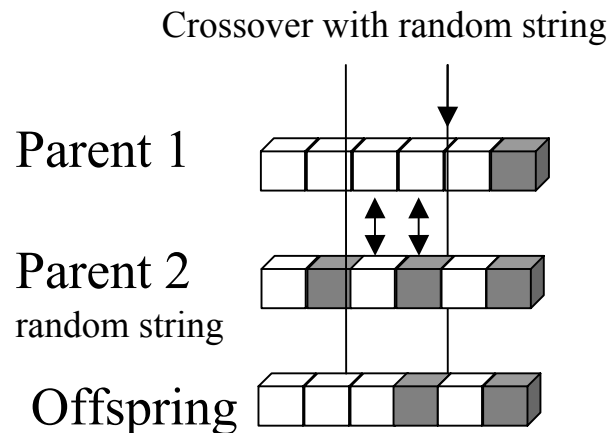 Crossover with random string
Parent 1
Parent 2
random string
Offspring